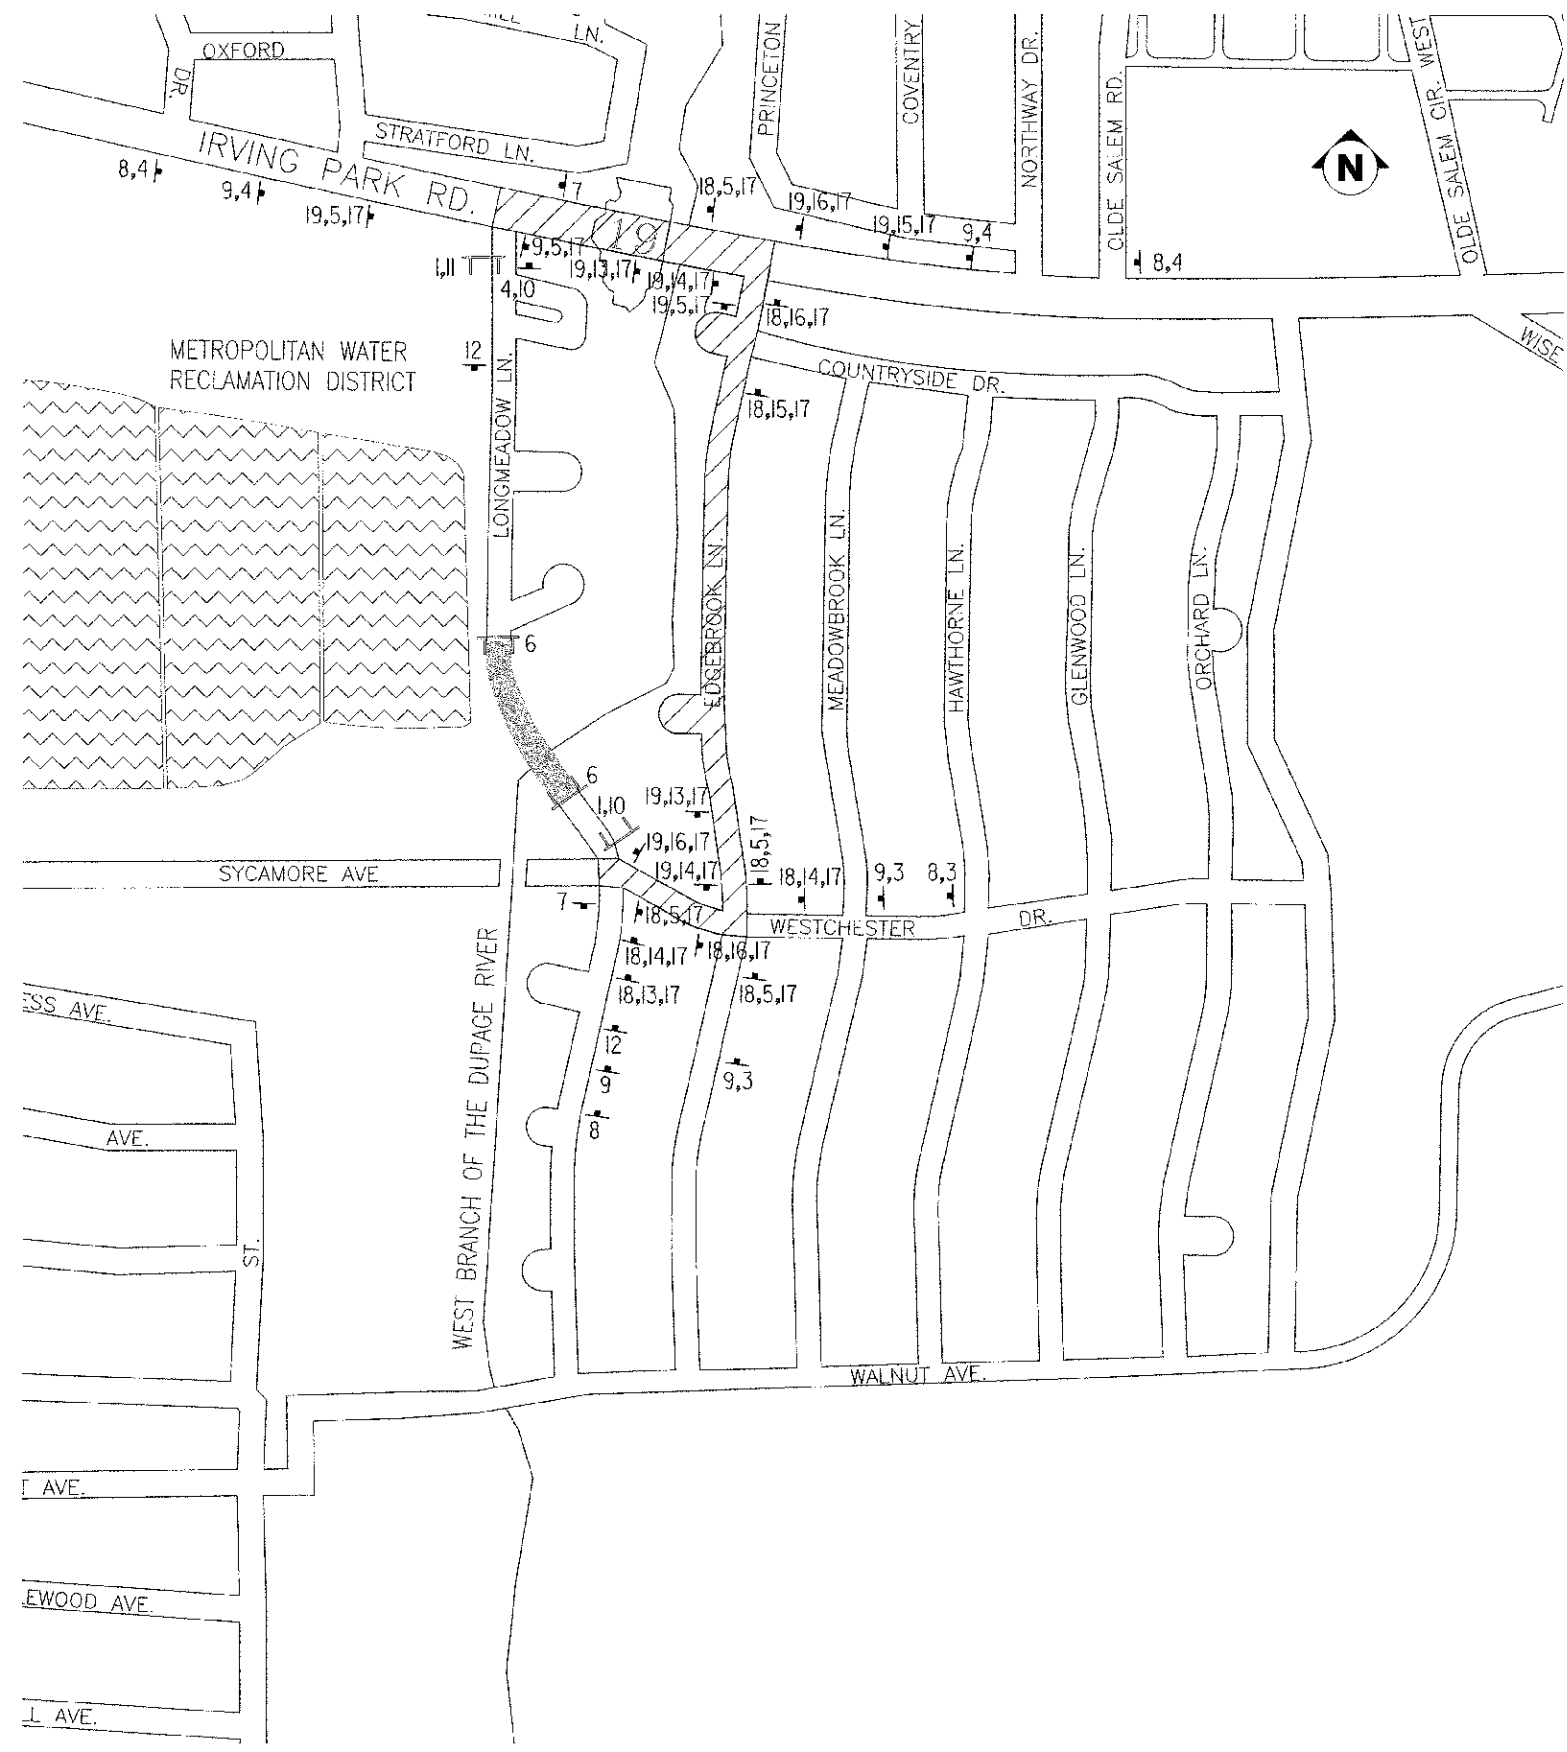 LN.
OXFORD
DR.
PRINCETON
COVENTRY
NORTHWAY DR.
OLDE SALEM RD.
OLDE SALEM CIR. WEST
STRATFORD LN.
IRVING PARK RD.
N
8,4
9,4
19,5,17
7
18,5,17
19,16,17
19,15,17
9,4
8,4
19
1,11
9,5,17
4,10
19,13,17
19,14,17
19,5,17
18,16,17
WISE
METROPOLITAN WATER
RECLAMATION DISTRICT
12
LONGMEADOW LN.
COUNTRYSIDE DR.
18,15,17
EDGEBROOK LN.
MEADOWBROOK LN.
HAWTHORNE LN.
GLENWOOD LN.
ORCHARD LN.
6
6
1,10
19,13,17
19,16,17
18,5,17
SYCAMORE AVE
19,14,17
18,14,17
9,3
8,3
7
18,5,17
WESTCHESTER DR.
18,14,17
18,16,17
18,13,17
18,5,17
WEST BRANCH OF THE DUPAGE RIVER
ESS AVE.
12
9
9,3
8
AVE.
ST.
WALNUT AVE.
T AVE.
EWOOD AVE.
LL AVE.